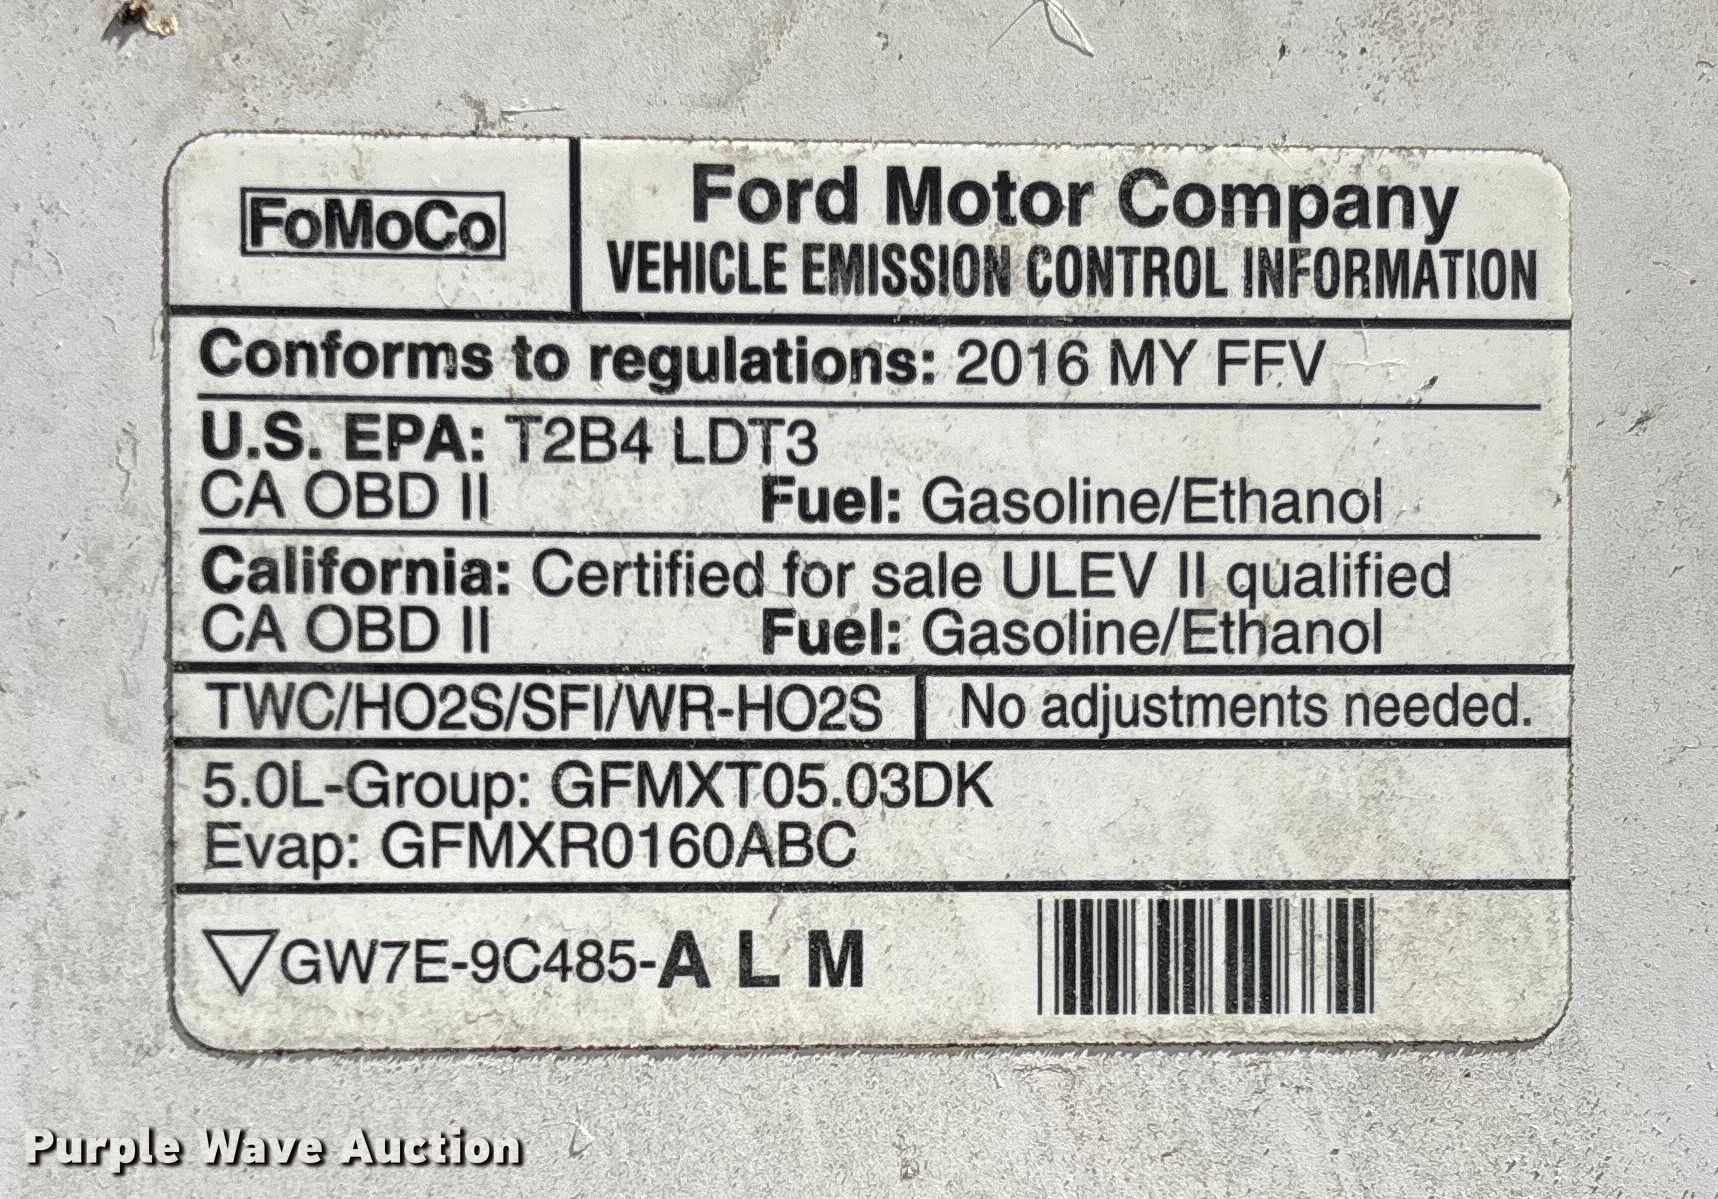 FoMoCo
Ford Motor Company
VEHICLE EMISSION CONTROL INFORMATION
Conforms to regulations: 2016 MY FFV
U.S. EPA: T2B4 LDT3
CA OBD II Fuel: Gasoline/Ethanol
California: Certified for sale ULEV II qualified
CA OBD II Fuel: Gasoline/Ethanol
TWC/HO2S/SFI/WR-HO2S No adjustments needed.
5.0L-Group: GFMXT05.03DK
Evap: GFMXR0160ABC
GW7E-9C485-A L M
Purple Wave Auction